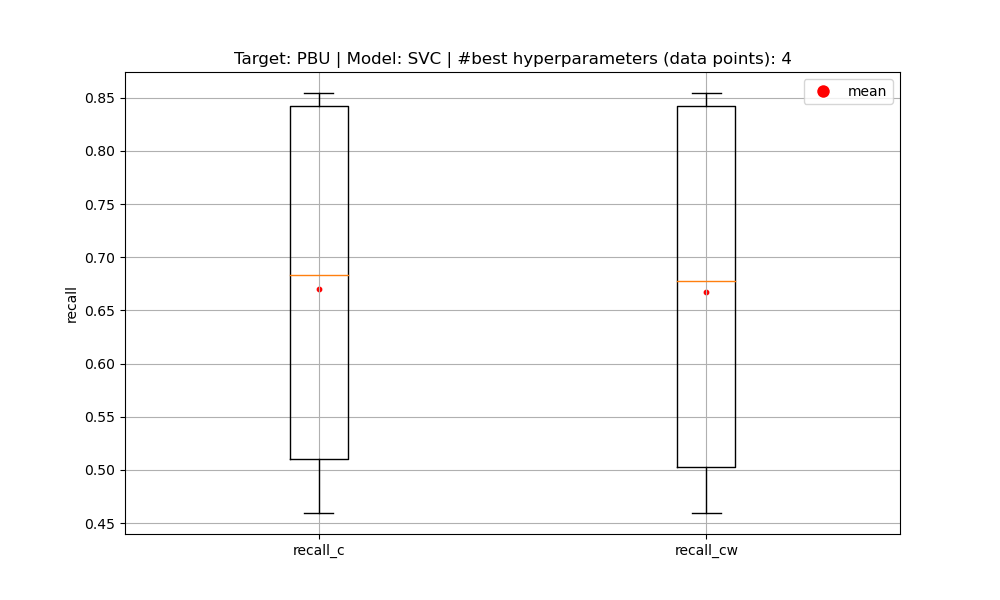 Target: PBU | Model: SVC | #best hyperparameters (data points): 4
mean
0.85
0.80
0.75
0.70
0.65
0.60
0.55
0.50
0.45
recall
recall_c
recall_cw